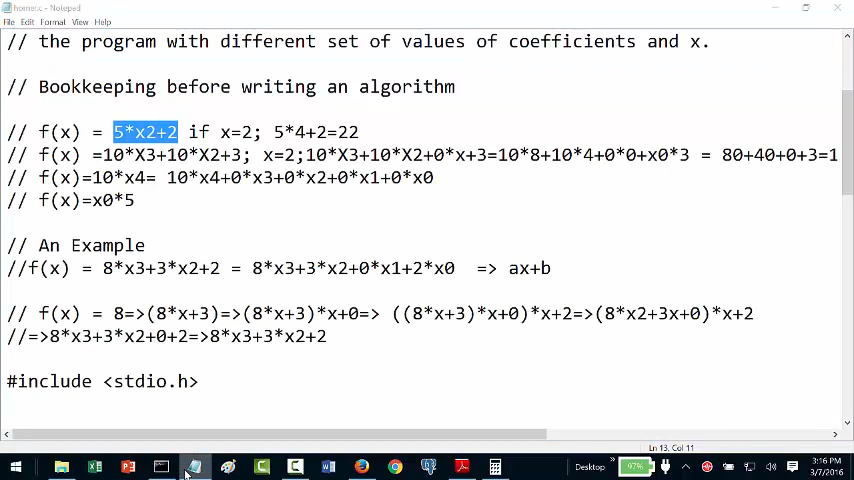 horner.c - Notepad
File Edit Format View Help
// the program with different set of values of coefficients and x.
// Bookkeeping before writing an algorithm
// f(x) = 5*x2+2 if x=2; 5*4+2=22
// f(x) =10*X3+10*X2+3; x=2;10*X3+10*X2+0*x+3=10*8+10*4+0*0+x0*3 = 80+40+0+3=1
// f(x)=10*x4= 10*x4+0*x3+0*x2+0*x1+0*x0
// f(x)=x0*5
// An Example
//f(x) = 8*x3+3*x2+2 = 8*x3+3*x2+0*x1+2*x0 => ax+b
// f(x) = 8=>(8*x+3)=>(8*x+3)*x+0=> ((8*x+3)*x+0)*x+2=>(8*x2+3x+0)*x+2
//=>8*x3+3*x2+0+2=>8*x3+3*x2+2
#include <stdio.h>
Ln 13, Col 11
Desktop
97%
3:16 PM
3/7/2016